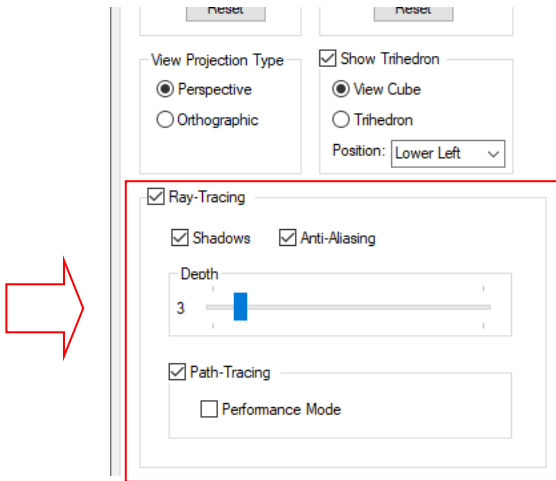 Reset Reset
View Projection Type Show Trihedron
Perspective View Cube
Orthographic Trihedron
Position: Lower Left
Ray-Tracing
Shadows Anti-Aliasing
Depth
3
Path-Tracing
Performance Mode